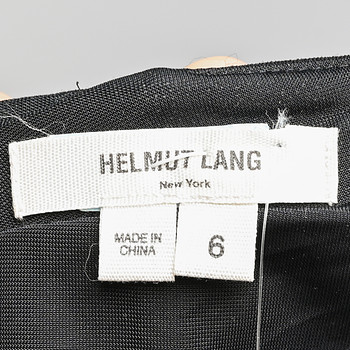 HELMUT LANG
New York
MADE IN
CHINA
6